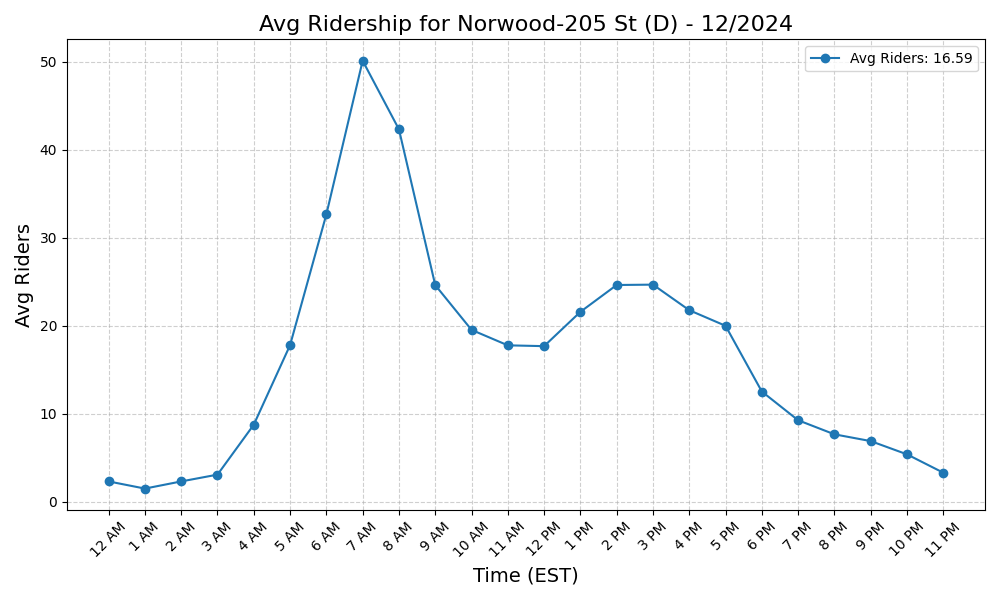 Avg Ridership for Norwood-205 St (D) - 12/2024
Avg Riders: 16.59
Avg Riders
50
40
30
20
10
0
12 AM
1 AM
2 AM
3 AM
4 AM
5 AM
6 AM
7 AM
8 AM
9 AM
10 AM
11 AM
12 PM
1 PM
2 PM
3 PM
4 PM
5 PM
6 PM
7 PM
8 PM
9 PM
10 PM
11 PM
Time (EST)